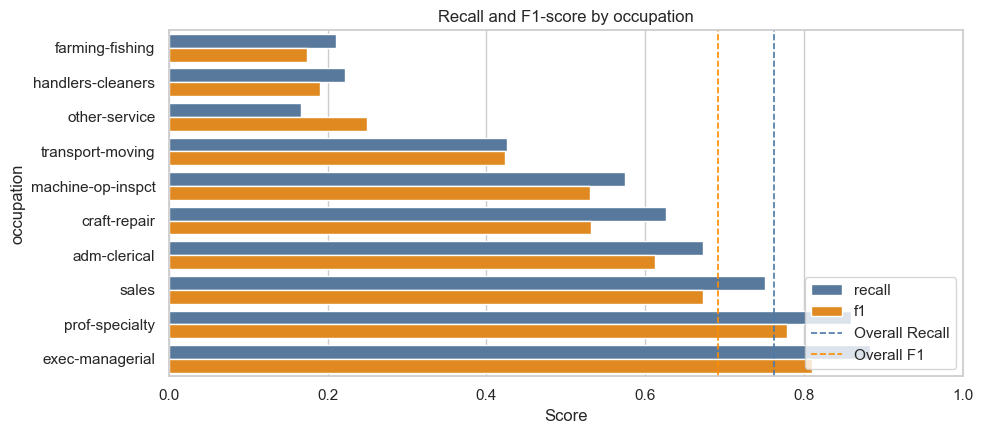 Recall and F1-score by occupation
occupation
farming-fishing
handlers-cleaners
other-service
transport-moving
machine-op-inspct
craft-repair
adm-clerical
sales
prof-specialty
exec-managerial
recall
f1
Overall Recall
Overall F1
0.0 0.2 0.4 0.6 0.8 1.0
Score